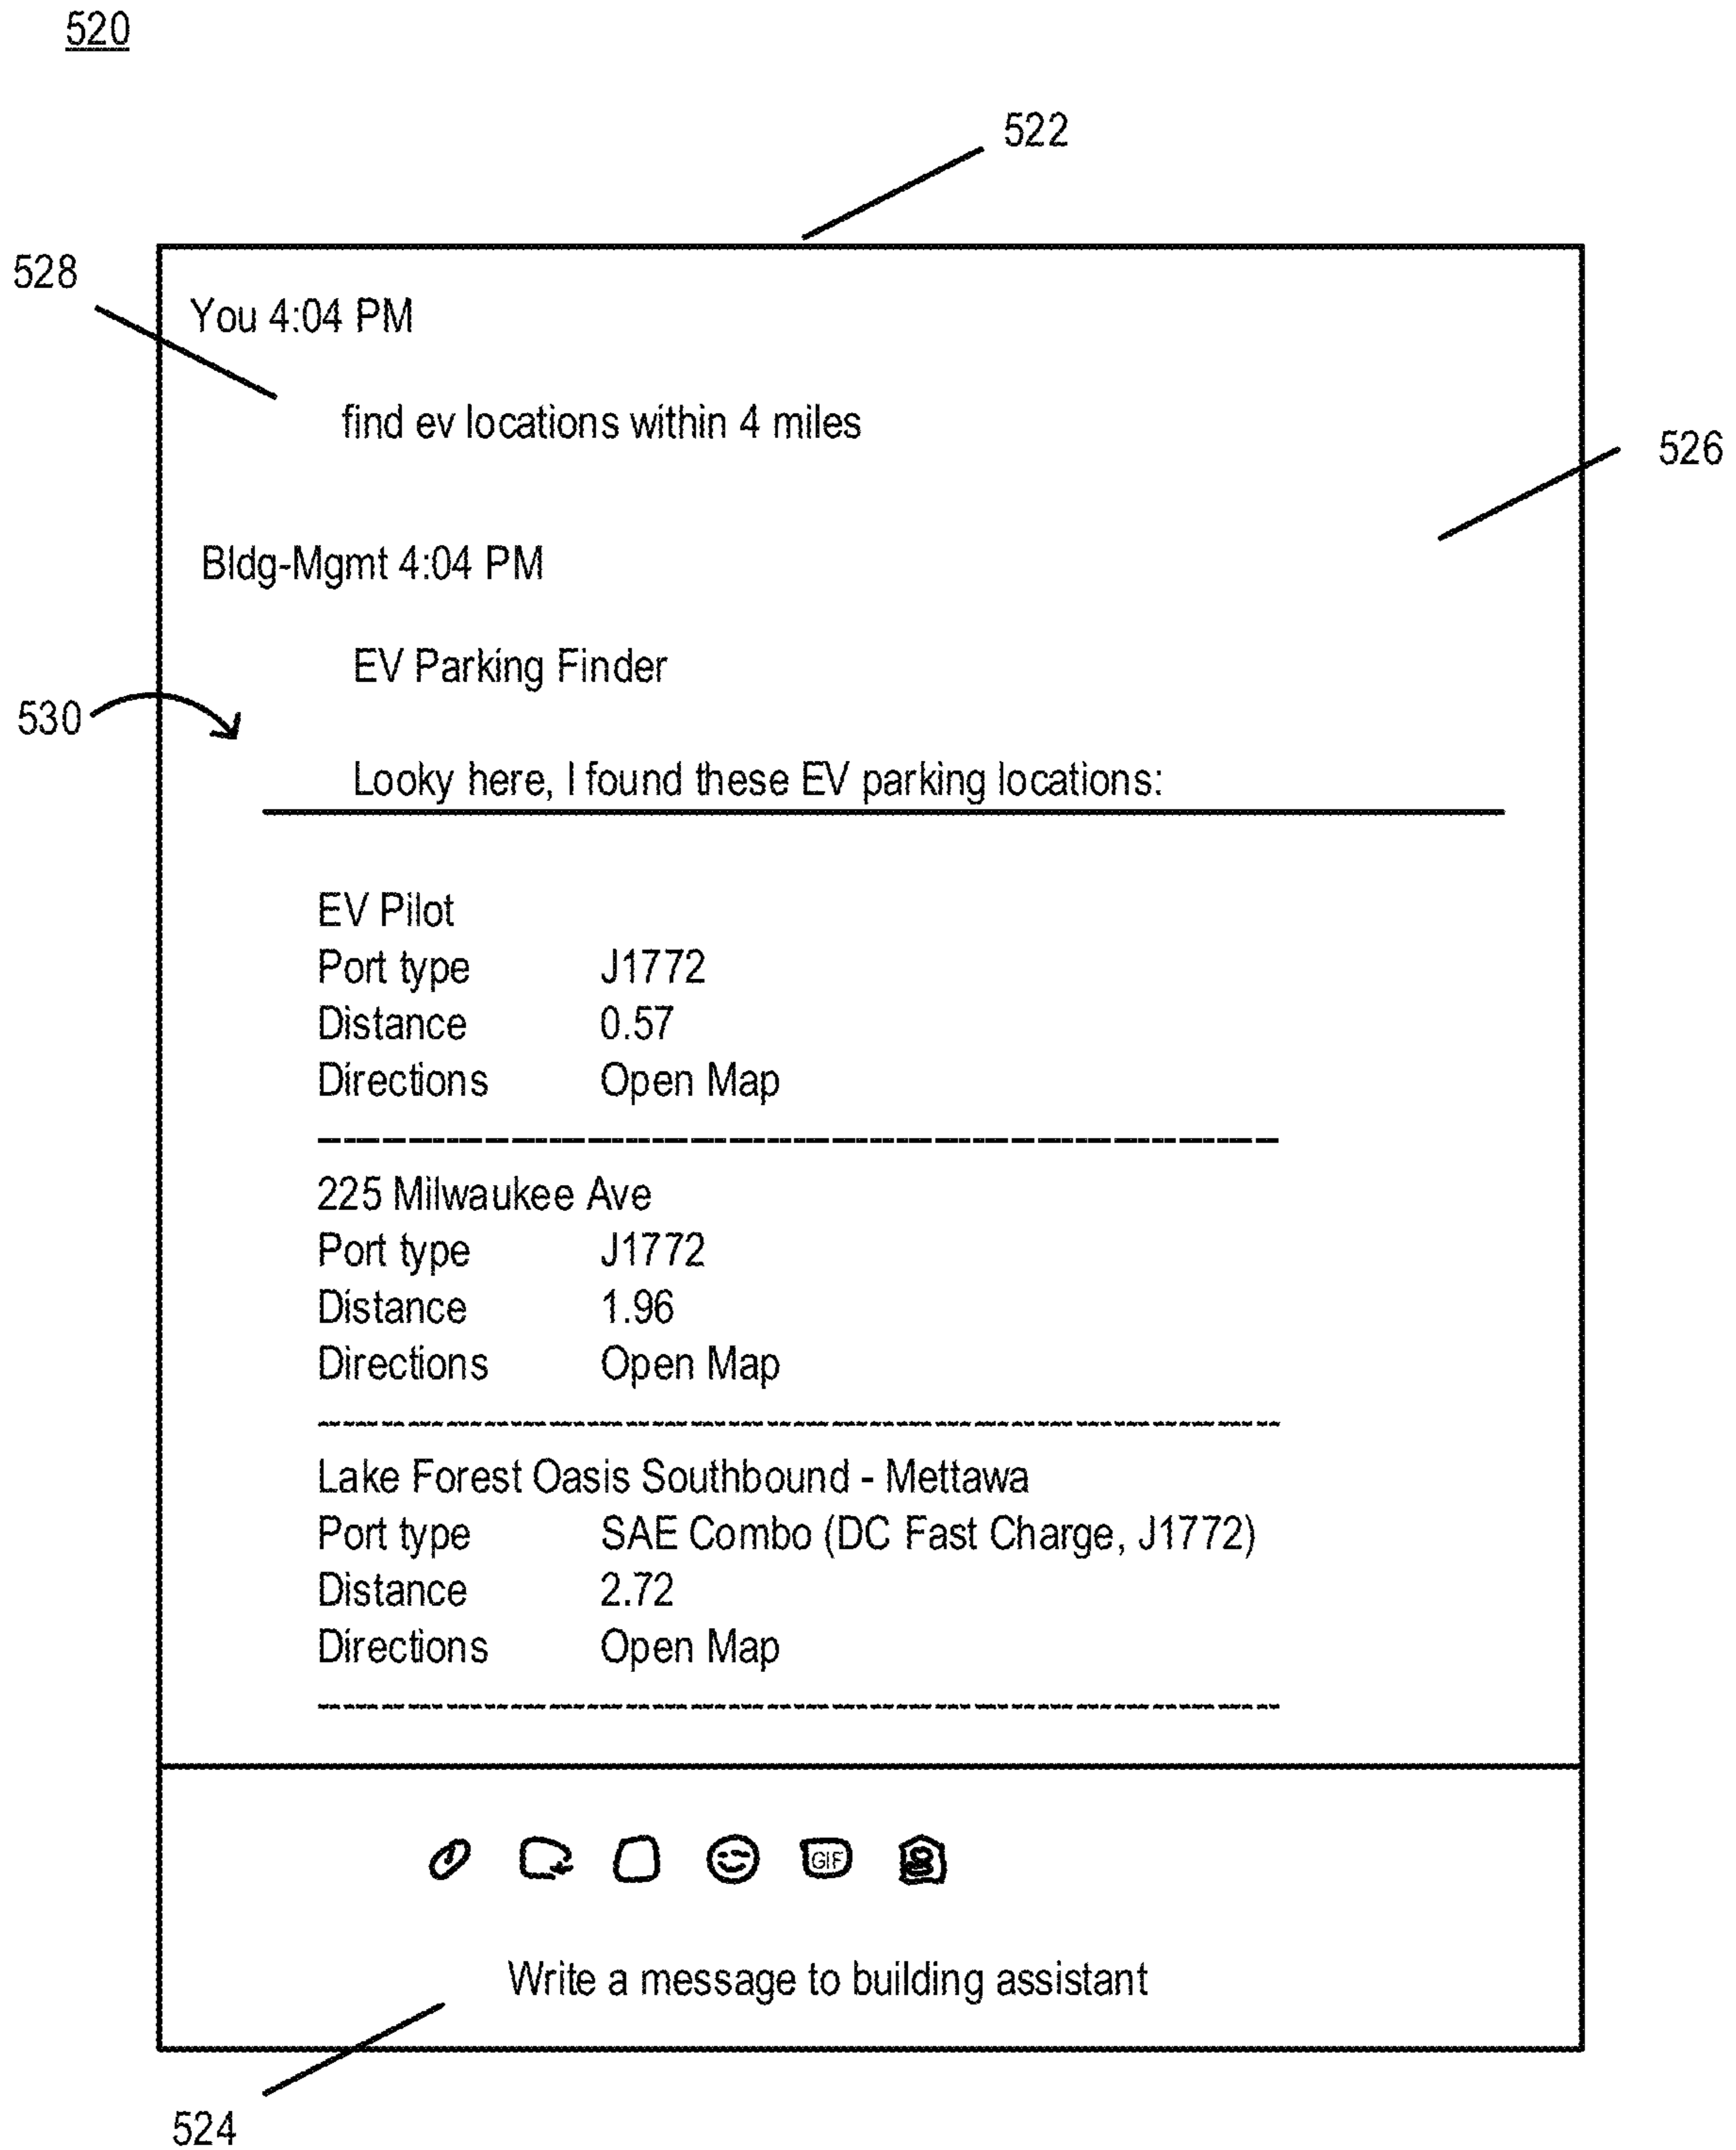 520
522
528
You 4:04 PM
find ev locations within 4 miles
526
Bldg-Mgmt 4:04 PM
EV Parking Finder
530
Looky here, I found these EV parking locations:
EV Pilot
Port type J1772
Distance 0.57
Directions Open Map
225 Milwaukee Ave
Port type J1772
Distance 1.96
Directions Open Map
Lake Forest Oasis Southbound - Mettawa
Port type SAE Combo (DC Fast Charge, J1772)
Distance 2.72
Directions Open Map
GIF
Write a message to building assistant
524